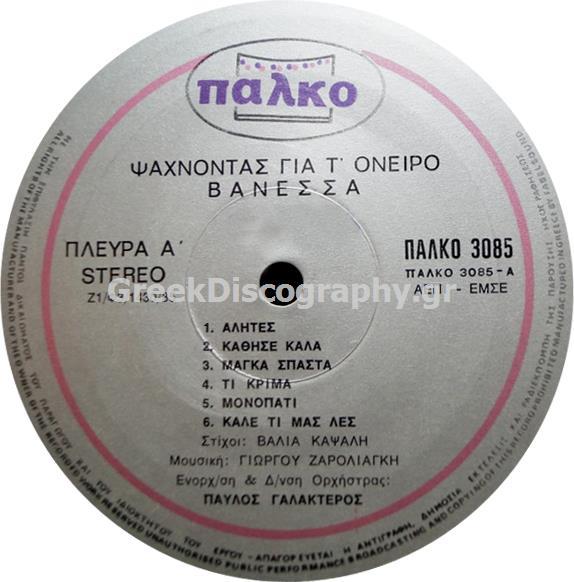 παλκο
ΨΑΧΝΟΝΤΑΣ ΓΙΑ Τ' ΟΝΕΙΡΟ
ΒΑΝΕΣΣΑ
ΠΛΕΥΡΑ Α΄
STEREO
ΠΑΛΚΟ 3085
ΠΑΛΚΟ 3085-Α
ΑΕΠΙ - ΕΜΣΕ
GreekDiscography.gr
1. ΑΛΗΤΕΣ
2. ΚΑΘΗΣΕ ΚΑΛΑ
3. ΜΑΓΚΑ ΣΠΑΣΤΑ
4. ΤΙ ΚΡΙΜΑ
5. ΜΟΝΟΠΑΤΙ
6. ΚΑΛΕ ΤΙ ΜΑΣ ΛΕΣ
Στίχοι: ΒΑΛΙΑ ΚΑΨΑΛΗ
Μουσική: ΓΙΩΡΓΟΥ ΖΑΡΟΛΙΑΓΚΗ
Ενορχ/ση & Δ/νση Ορχήστρας:
ΠΑΥΛΟΣ ΓΑΛΑΚΤΕΡΟΣ